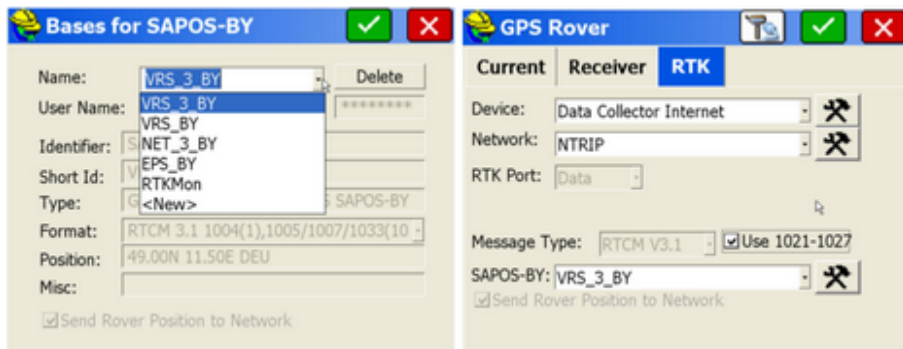 Bases for SAPOS-BY
Name: VRS_3_BY Delete
VRS_3_BY
User Name: ********
VRS_BY
Identifier: NET_3_BY
EPS_BY
Short Id:
RTKMon
Type: <New> SAPOS-BY
Format: RTCM 3.1 1004(1),1005/1007/1033(10
Position: 49.00N 11.50E DEU
Misc:
Send Rover Position to Network
GPS Rover
Current Receiver RTK
Device: Data Collector Internet
Network: NTRIP
RTK Port: Data
Message Type: RTCM V3.1 Use 1021-1027
SAPOS-BY: VRS_3_BY
Send Rover Position to Network